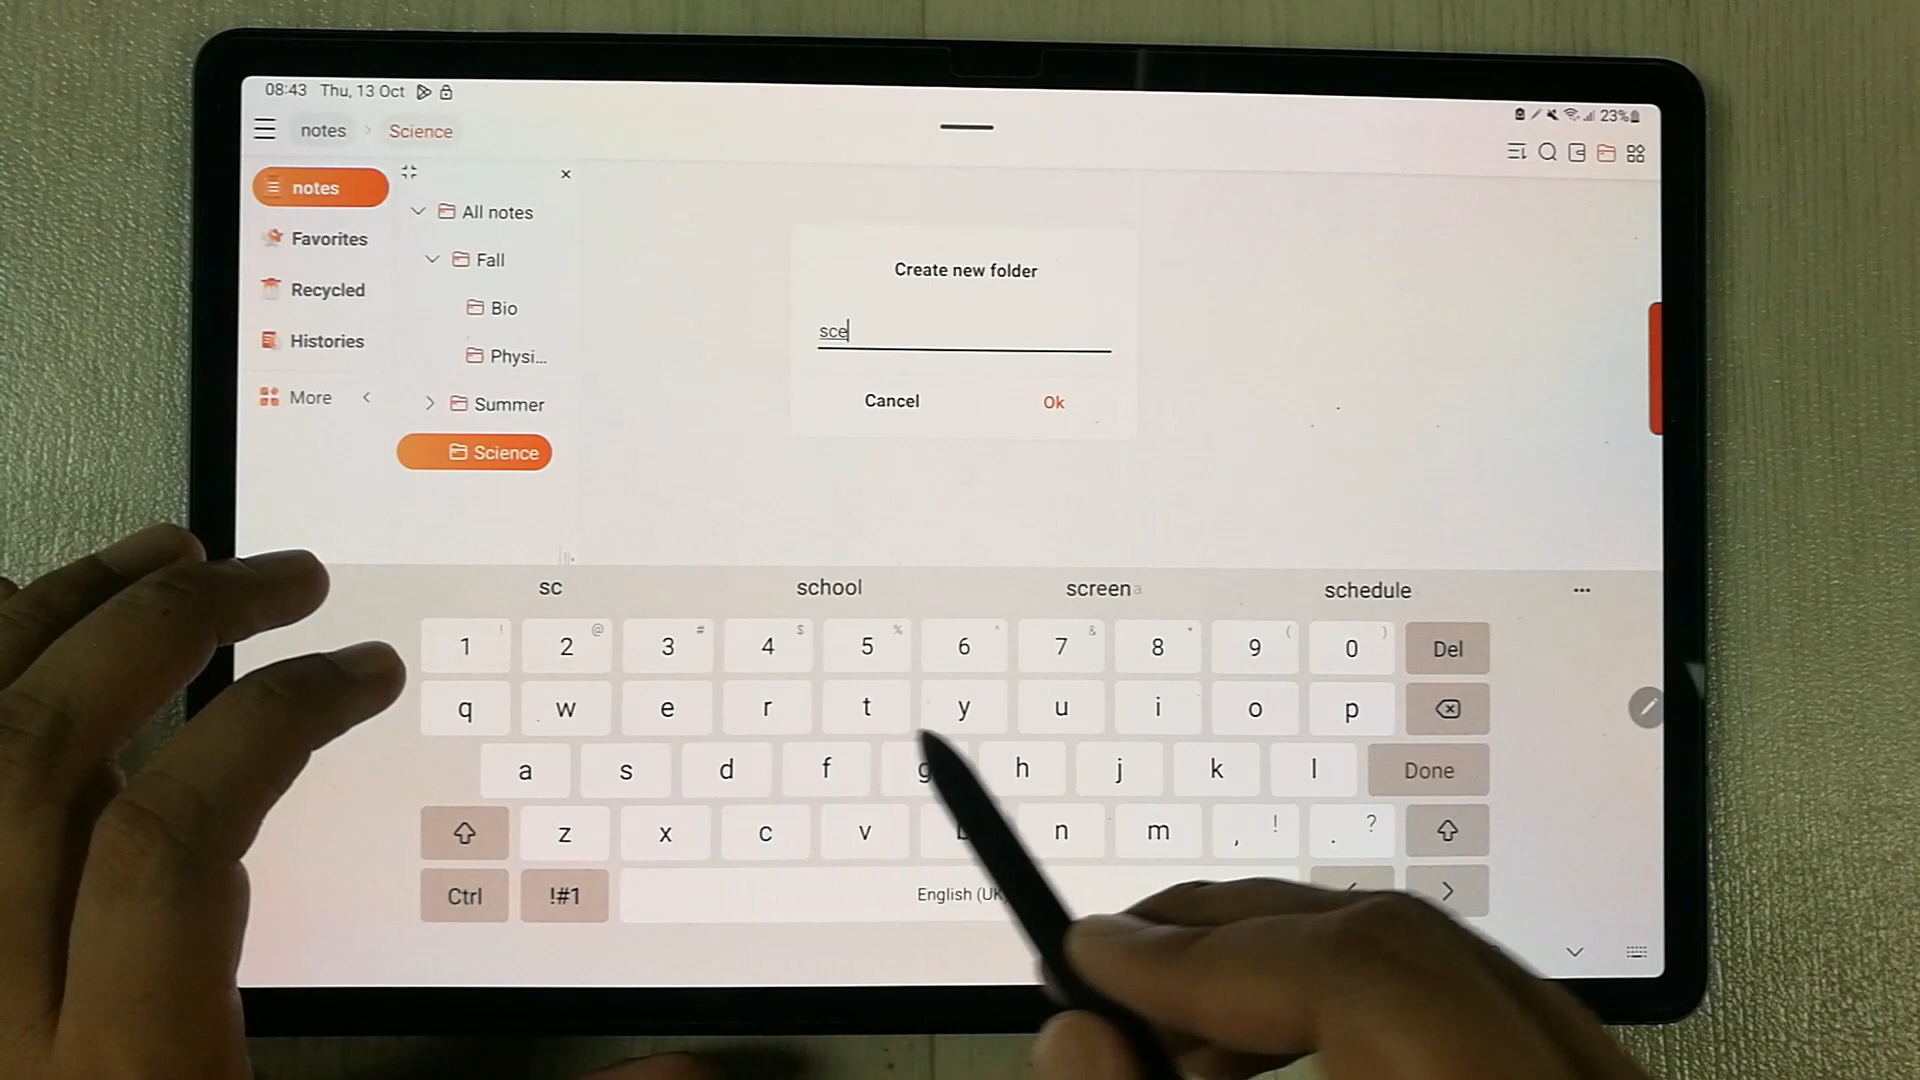 08:43 Thu, 13 Oct
23%
notes > Science
notes
Favorites
Recycled
Histories
More <
All notes
Fall
Bio
Physi...
Summer
Science
Create new folder
sce
Cancel Ok
sc school screen schedule ...
1 ! 2 @ 3 # 4 $ 5 % 6 ^ 7 & 8 * 9 ( 0 ) Del
q w e r t y u i o p
a s d f g h j k l Done
z x c v b n m , ! . ?
Ctrl !#1 English (UK) < >